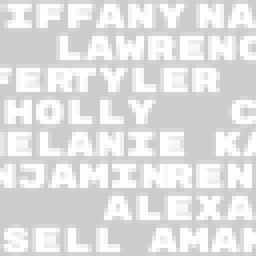 TIFFANY NA
LAWRENC
FERTYLER
HOLLY C
MELANIE KA
NJAMINREN
ALEXA
SELL AMAN